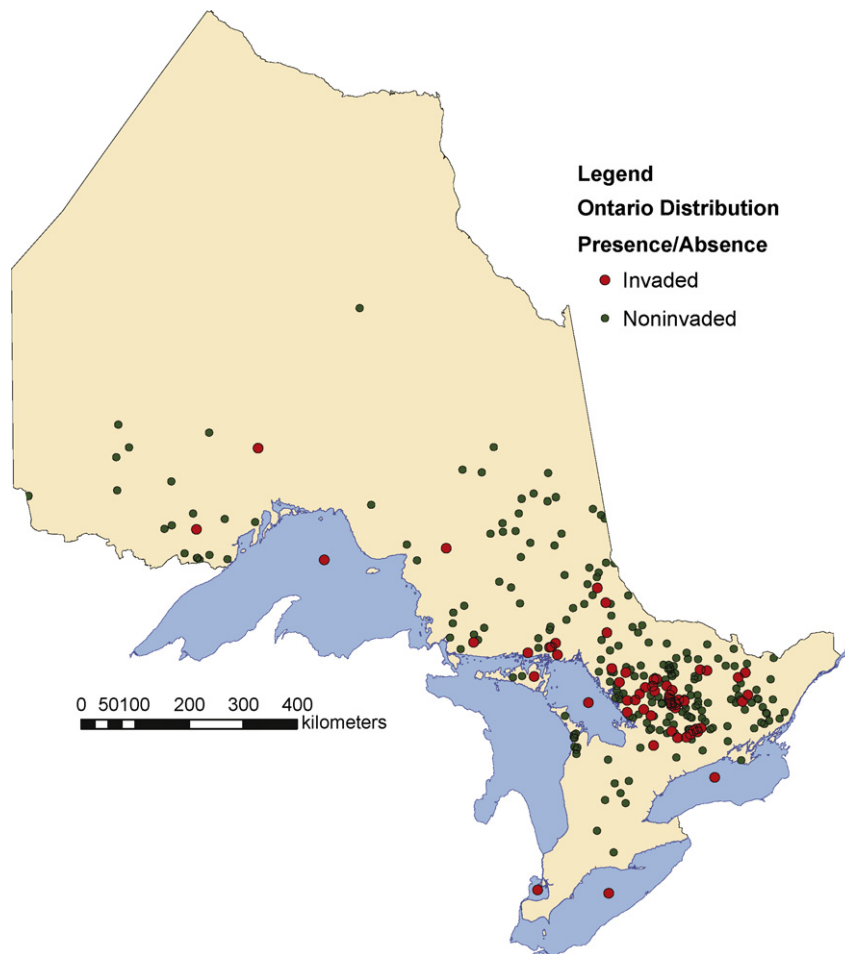 Legend
Ontario Distribution
Presence/Absence
Invaded
Noninvaded
0 50100 200 300 400
kilometers